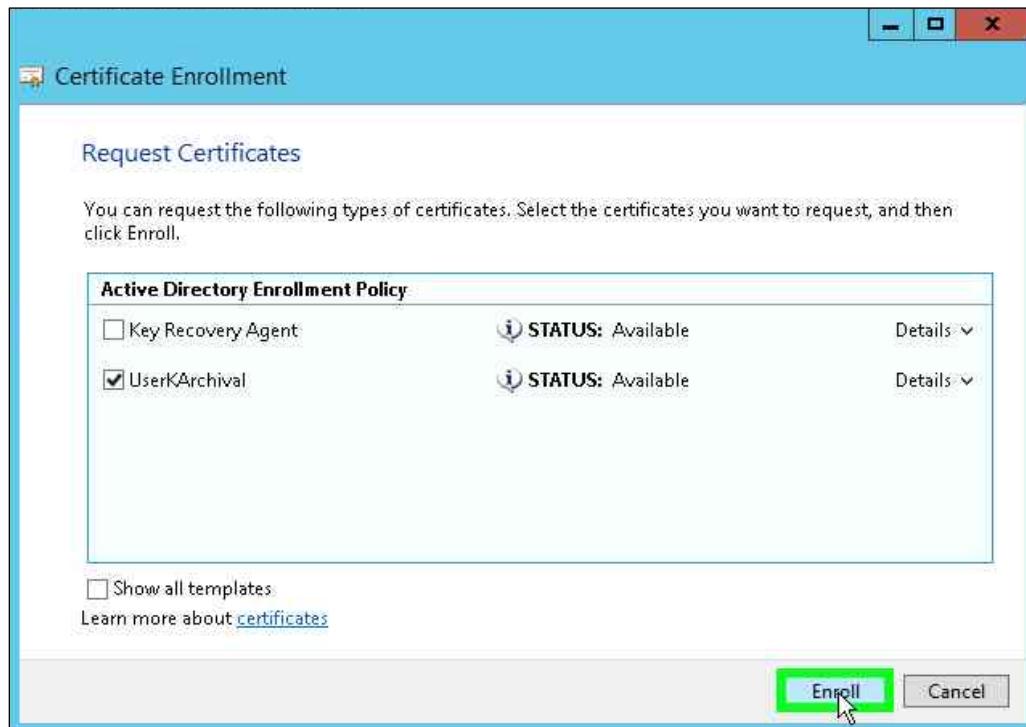 Certificate Enrollment
Request Certificates
You can request the following types of certificates. Select the certificates you want to request, and then
click Enroll.
Active Directory Enrollment Policy
Key Recovery Agent STATUS: Available Details
UserKArchival STATUS: Available Details
Show all templates
Learn more about certificates
Enroll Cancel